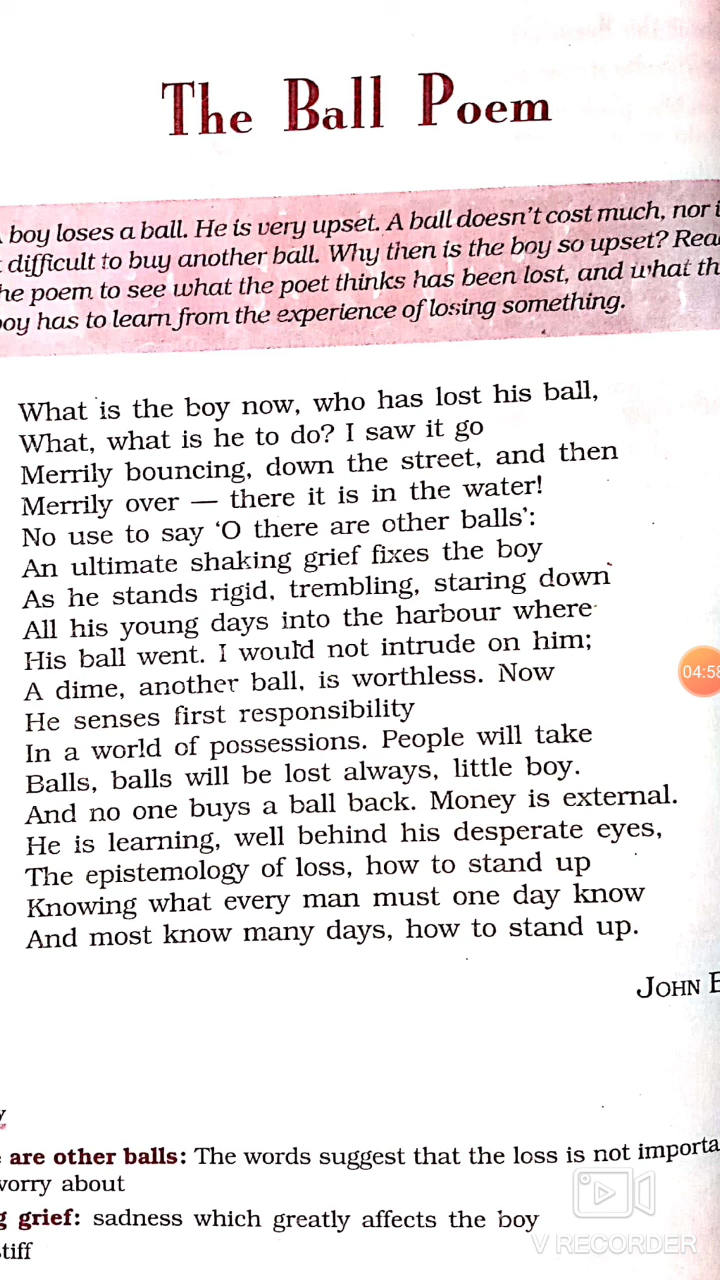 The Ball Poem
boy loses a ball. He is very upset. A ball doesn't cost much, nor i
difficult to buy another ball. Why then is the boy so upset? Rea
he poem to see what the poet thinks has been lost, and what th
oy has to learn from the experience of losing something.
What is the boy now, who has lost his ball,
What, what is he to do? I saw it go
Merrily bouncing, down the street, and then
Merrily over — there it is in the water!
No use to say ‘O there are other balls’:
An ultimate shaking grief fixes the boy
As he stands rigid, trembling, staring down
All his young days into the harbour where
His ball went. I would not intrude on him;
A dime, another ball, is worthless. Now
He senses first responsibility
In a world of possessions. People will take
Balls, balls will be lost always, little boy.
And no one buys a ball back. Money is external.
He is learning, well behind his desperate eyes,
The epistemology of loss, how to stand up
Knowing what every man must one day know
And most know many days, how to stand up.
JOHN B
y
are other balls: The words suggest that the loss is not importa
worry about
g grief: sadness which greatly affects the boy
stiff
04:58
V RECORDER